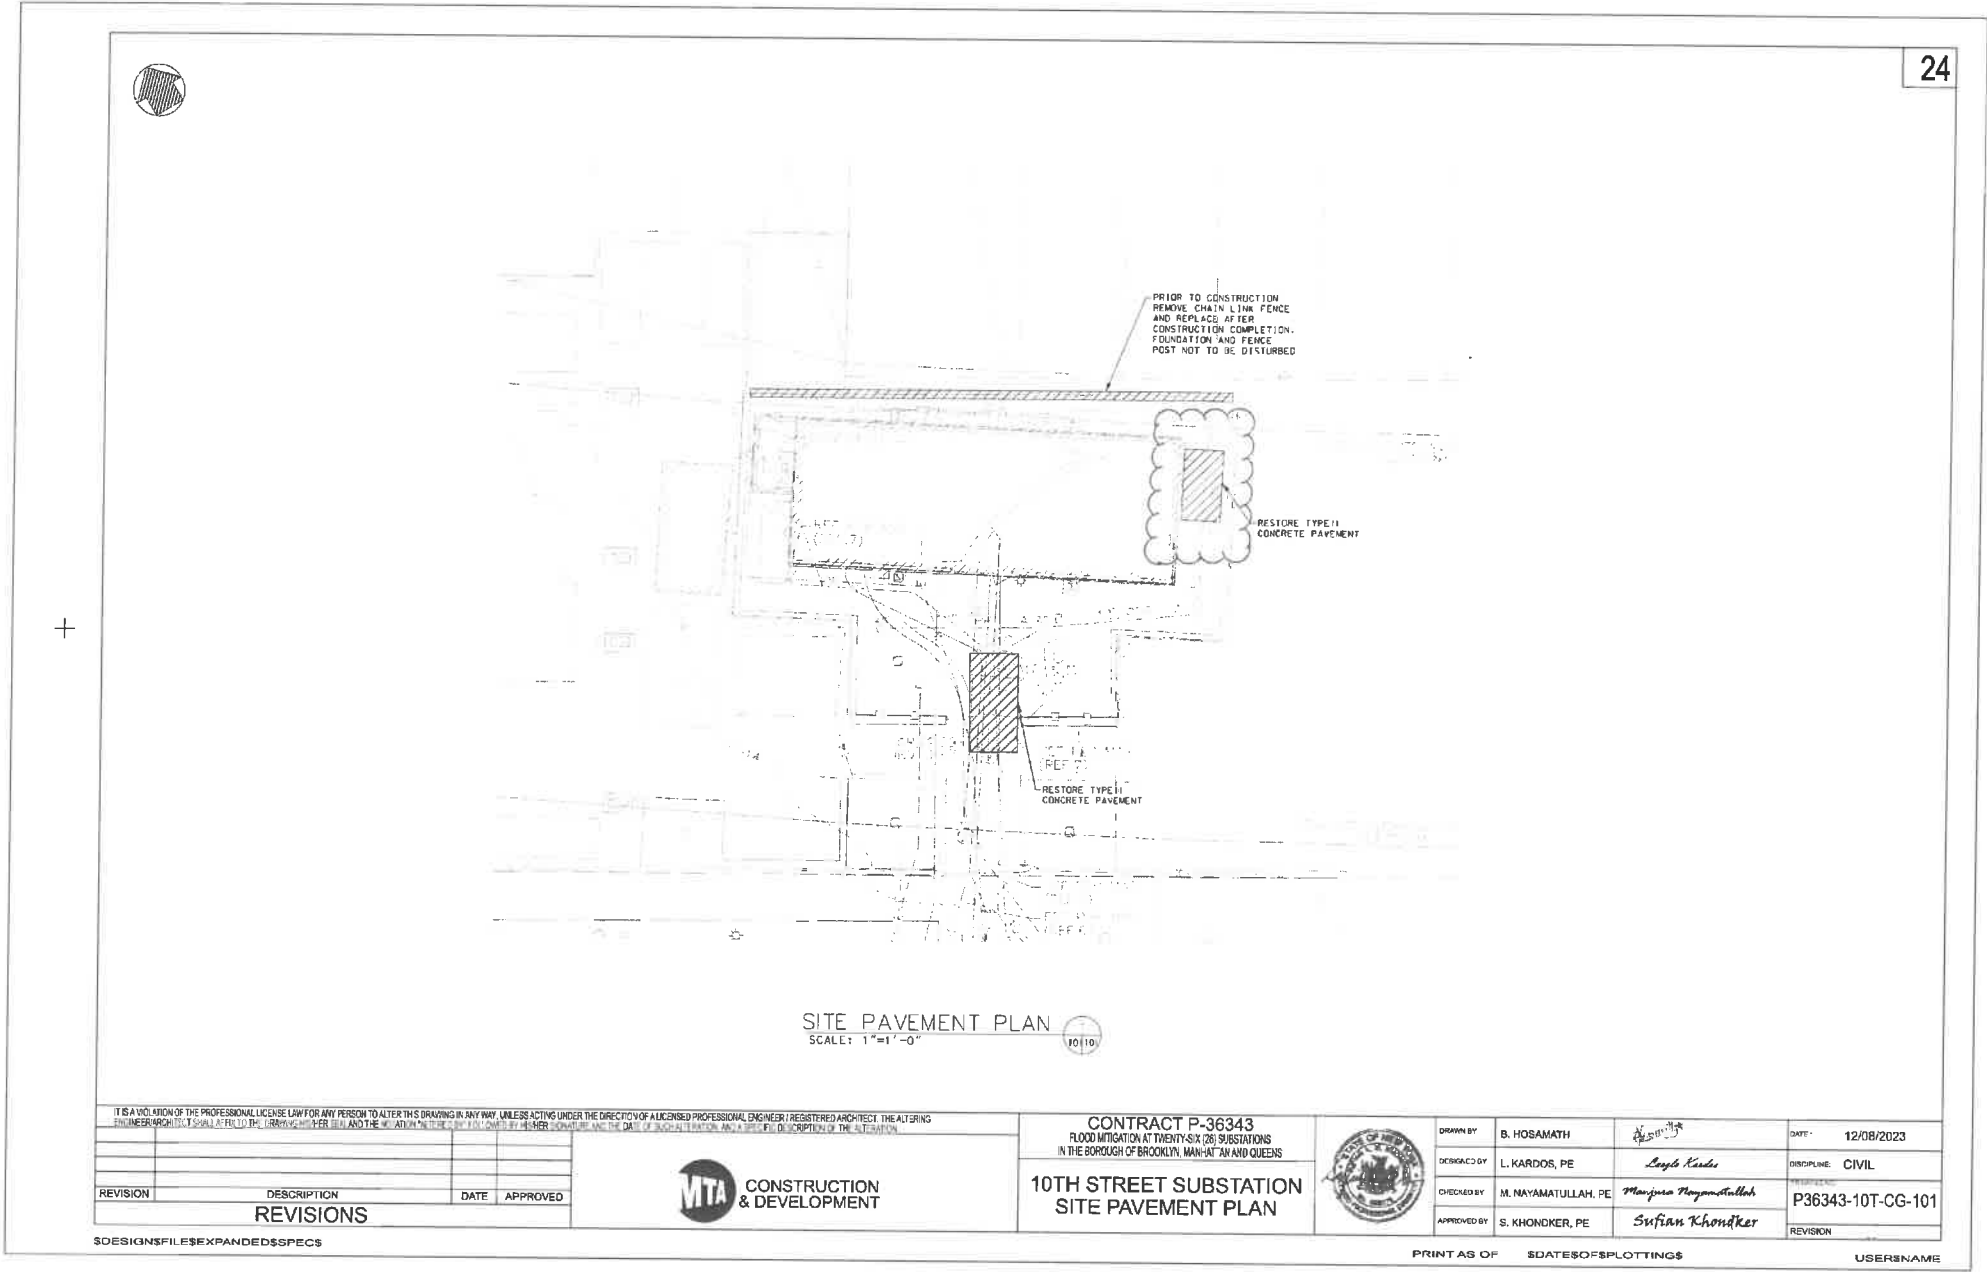 24
PRIOR TO CONSTRUCTION
REMOVE CHAIN LINK FENCE
AND REPLACE AFTER
CONSTRUCTION COMPLETION.
FOUNDATION AND FENCE
POST NOT TO BE DISTURBED
RESTORE TYPE II
CONCRETE PAVEMENT
(REF 7)
RESTORE TYPE II
CONCRETE PAVEMENT
SITE PAVEMENT PLAN
SCALE: 1"=1'-0"
IT IS A VIOLATION OF THE PROFESSIONAL LICENSE LAW FOR ANY PERSON TO ALTER THIS DRAWING IN ANY WAY, UNLESS ACTING UNDER THE DIRECTION OF A LICENSED PROFESSIONAL ENGINEER / REGISTERED ARCHITECT. THE ALTERING
REVISION DESCRIPTION DATE APPROVED
REVISIONS
MTA
CONSTRUCTION
& DEVELOPMENT
CONTRACT P-36343
FLOOD MITIGATION AT TWENTY-SIX (26) SUBSTATIONS
IN THE BOROUGH OF BROOKLYN, MANHATTAN AND QUEENS
10TH STREET SUBSTATION
SITE PAVEMENT PLAN
DRAWN BY B. HOSAMATH
DESIGNED BY L. KARDOS, PE
CHECKED BY M. NAYAMATULLAH, PE Manjura Nayamatullah
APPROVED BY S. KHONDKER, PE Sufian Khondker
DATE: 12/08/2023
DISCIPLINE: CIVIL
P36343-10T-CG-101
REVISION
$DESIGN$FILE$EXPANDED$SPEC$
PRINT AS OF $DATE$OF$PLOTTING$
USER$NAME